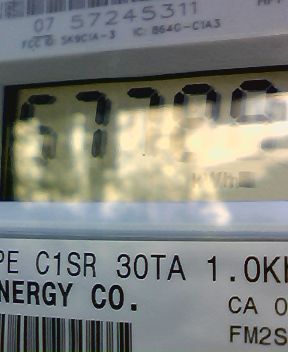 07 57245311
FCC ID: SK9C1A-3 IC: 864G-C1A3
kWh
PE C1SR 30TA 1.0K
NERGY CO.
CA 0
FM2S